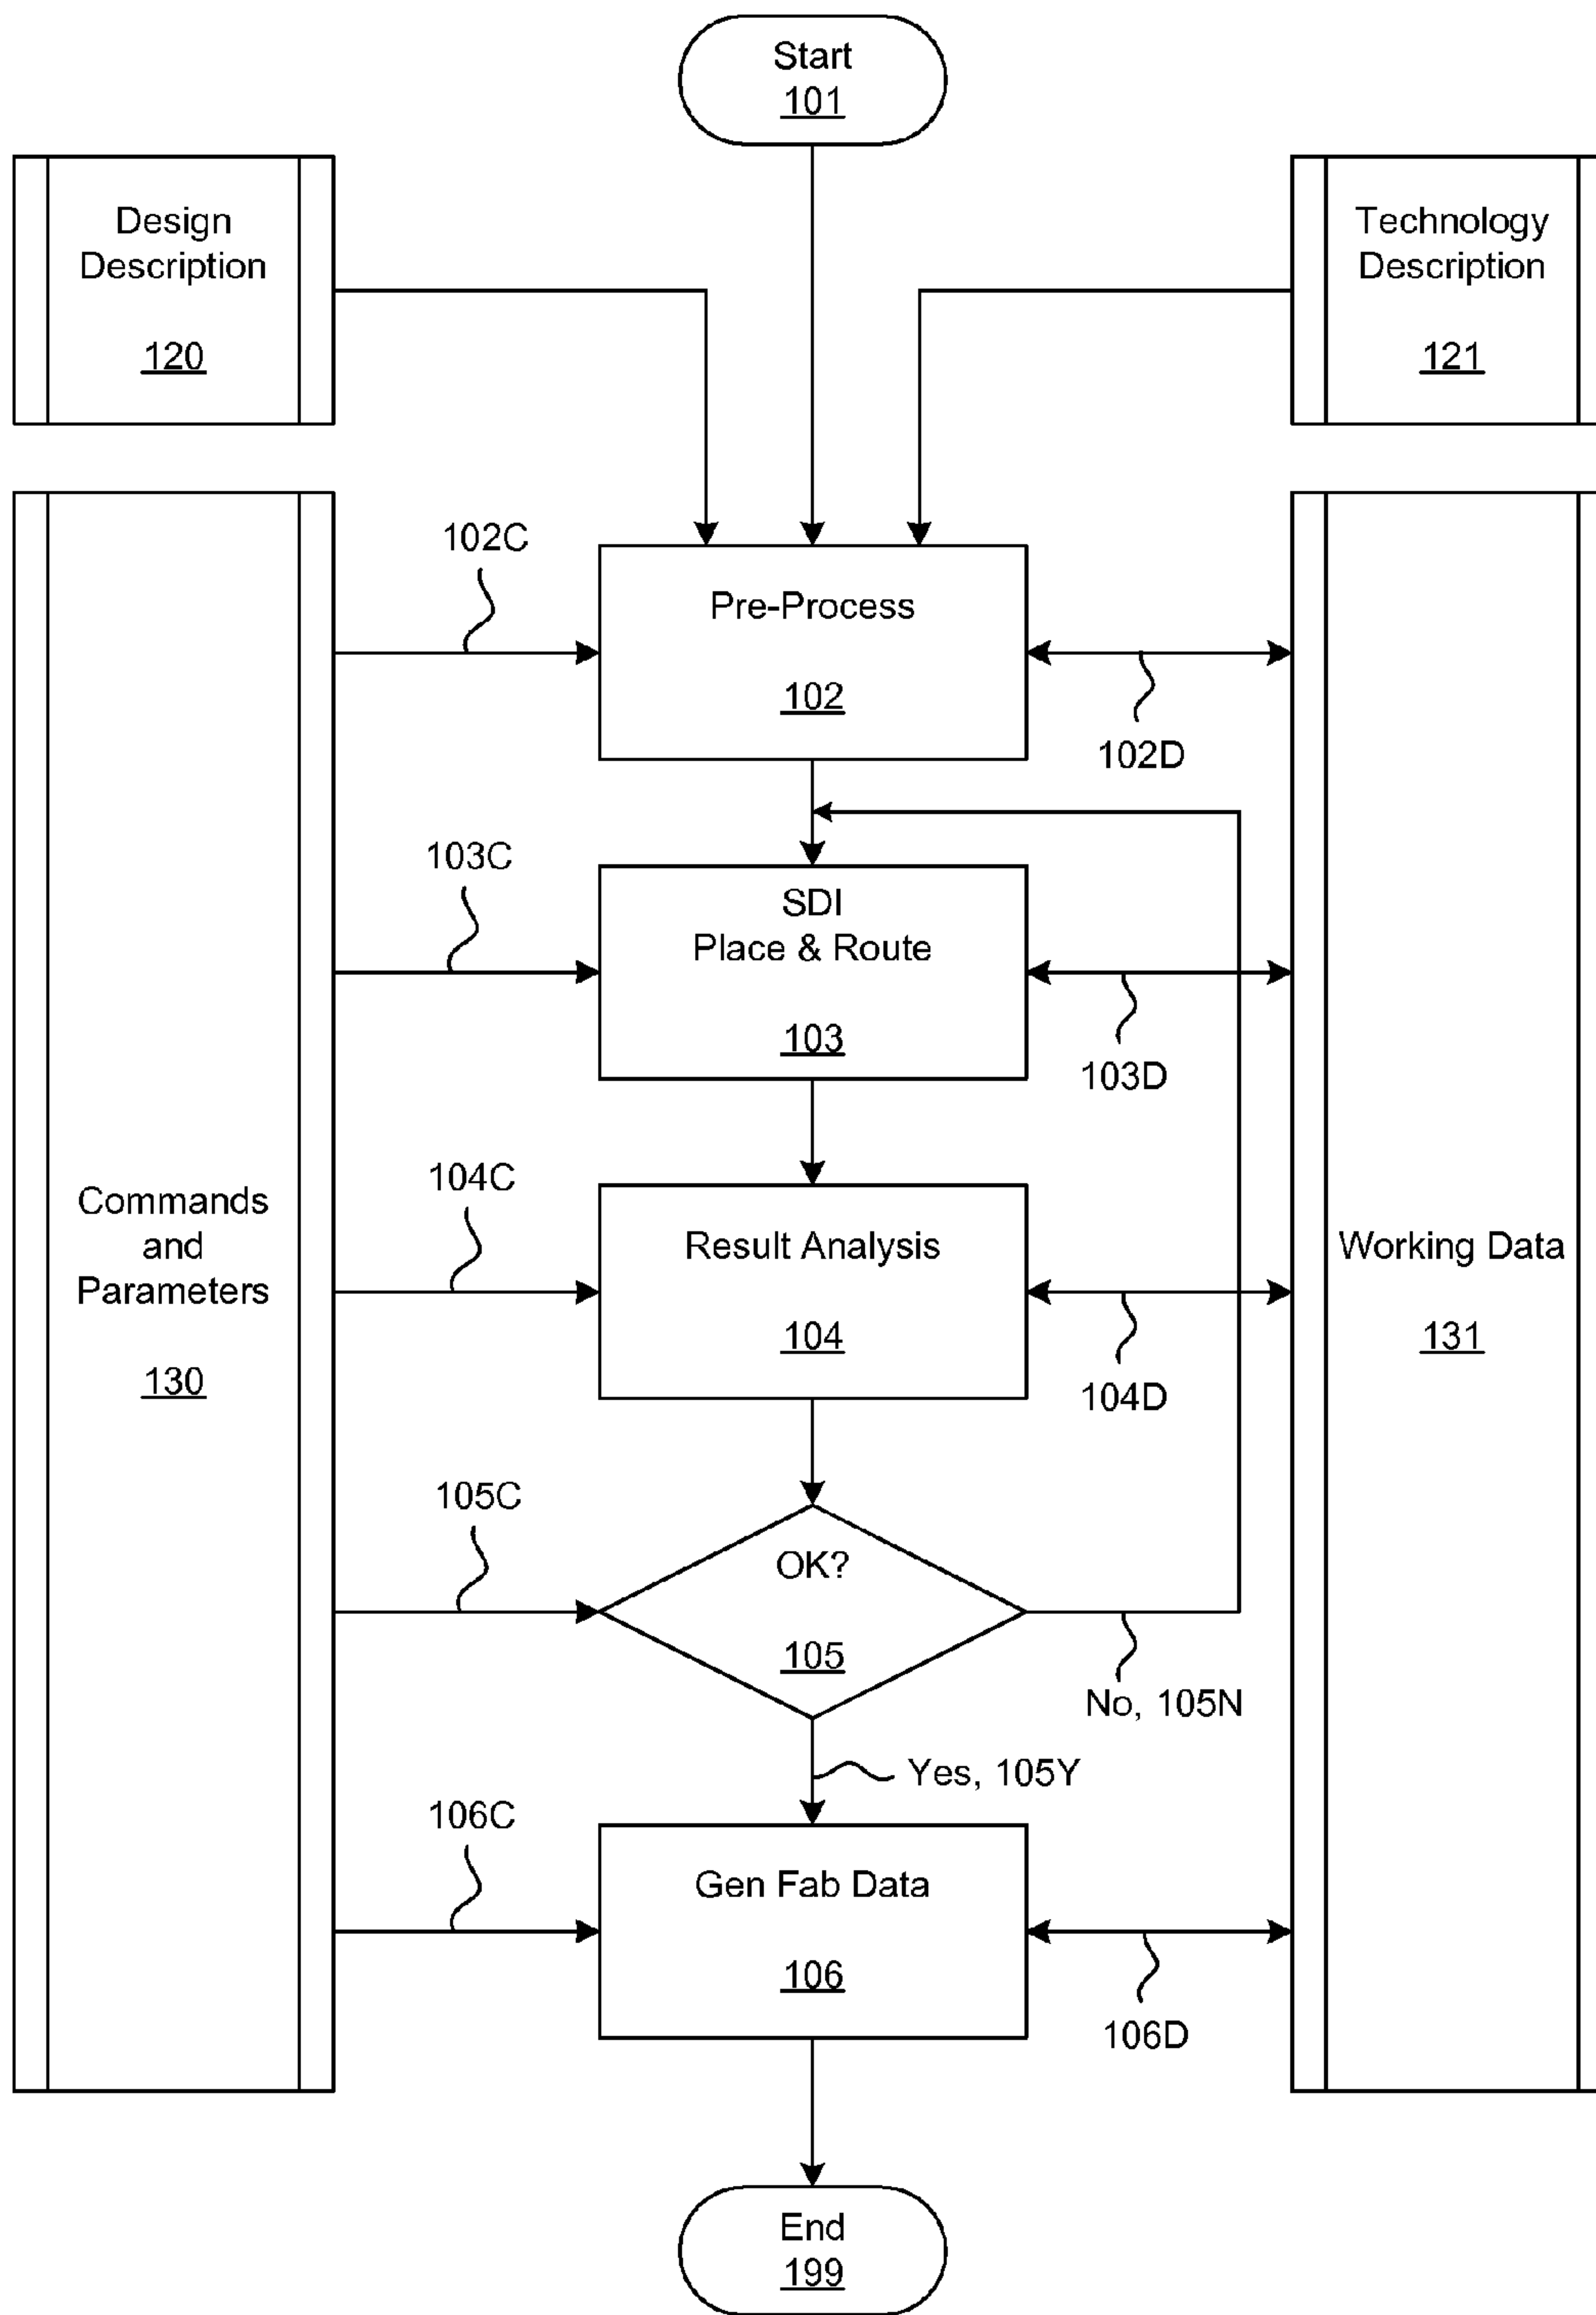 Start
101
Design
Description
120
Technology
Description
121
102C
Pre-Process
102
102D
103C
SDI
Place & Route
103
103D
Commands
and
Parameters
130
104C
Result Analysis
104
104D
Working Data
131
105C
OK?
105
No, 105N
Yes, 105Y
106C
Gen Fab Data
106
106D
End
199